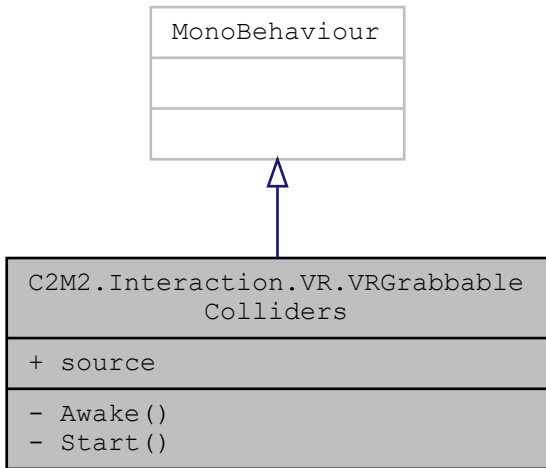 MonoBehaviour
C2M2.Interaction.VR.VRGrabbable
Colliders
+ source
- Awake()
- Start()